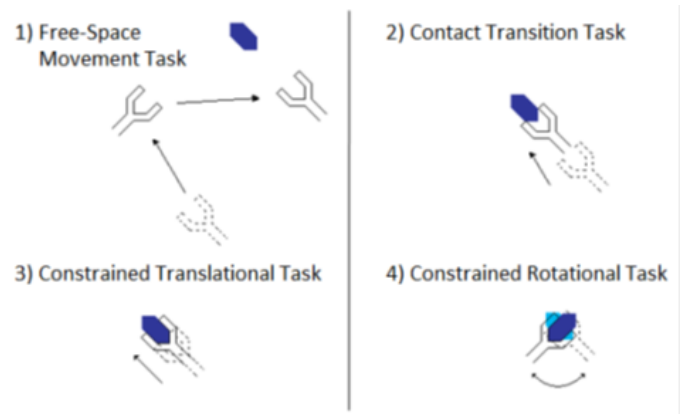 1) Free-Space
Movement Task
2) Contact Transition Task
3) Constrained Translational Task
4) Constrained Rotational Task